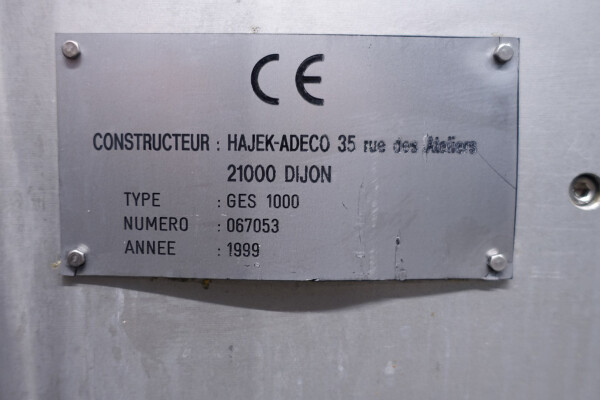 CE
CONSTRUCTEUR : HAJEK-ADECO 35 rue des Ateliers
21000 DIJON
TYPE : GES 1000
NUMERO : 067053
ANNEE : 1999